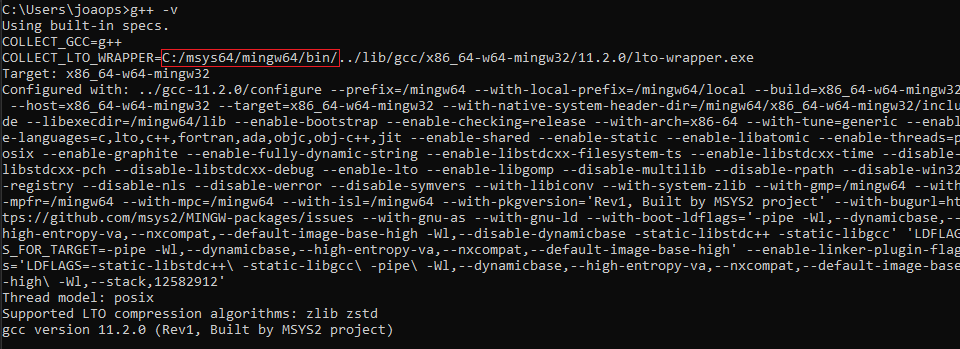 C:\Users\joaops>g++ -v
Using built-in specs.
COLLECT_GCC=g++
COLLECT_LTO_WRAPPER=C:/msys64/mingw64/bin/../lib/gcc/x86_64-w64-mingw32/11.2.0/lto-wrapper.exe
Target: x86_64-w64-mingw32
Configured with: ../gcc-11.2.0/configure --prefix=/mingw64 --with-local-prefix=/mingw64/local --build=x86_64-w64-mingw32
 --host=x86_64-w64-mingw32 --target=x86_64-w64-mingw32 --with-native-system-header-dir=/mingw64/x86_64-w64-mingw32/inclu
de --libexecdir=/mingw64/lib --enable-bootstrap --enable-checking=release --with-arch=x86-64 --with-tune=generic --enabl
e-languages=c,lto,c++,fortran,ada,objc,obj-c++,jit --enable-shared --enable-static --enable-libatomic --enable-threads=p
osix --enable-graphite --enable-fully-dynamic-string --enable-libstdcxx-filesystem-ts --enable-libstdcxx-time --disable-
libstdcxx-pch --disable-libstdcxx-debug --enable-lto --enable-libgomp --disable-multilib --disable-rpath --disable-win32
-registry --disable-nls --disable-werror --disable-symvers --with-libiconv --with-system-zlib --with-gmp=/mingw64 --with
-mpfr=/mingw64 --with-mpc=/mingw64 --with-isl=/mingw64 --with-pkgversion='Rev1, Built by MSYS2 project' --with-bugurl=ht
tps://github.com/msys2/MINGW-packages/issues --with-gnu-as --with-gnu-ld --with-boot-ldflags='-pipe -Wl,--dynamicbase,--
high-entropy-va,--nxcompat,--default-image-base-high -Wl,--disable-dynamicbase -static-libstdc++ -static-libgcc' 'LDFLAG
S_FOR_TARGET=-pipe -Wl,--dynamicbase,--high-entropy-va,--nxcompat,--default-image-base-high' --enable-linker-plugin-flag
s='LDFLAGS=-static-libstdc++\ -static-libgcc\ -pipe\ -Wl,--dynamicbase,--high-entropy-va,--nxcompat,--default-image-base
-high\ -Wl,--stack,12582912'
Thread model: posix
Supported LTO compression algorithms: zlib zstd
gcc version 11.2.0 (Rev1, Built by MSYS2 project)